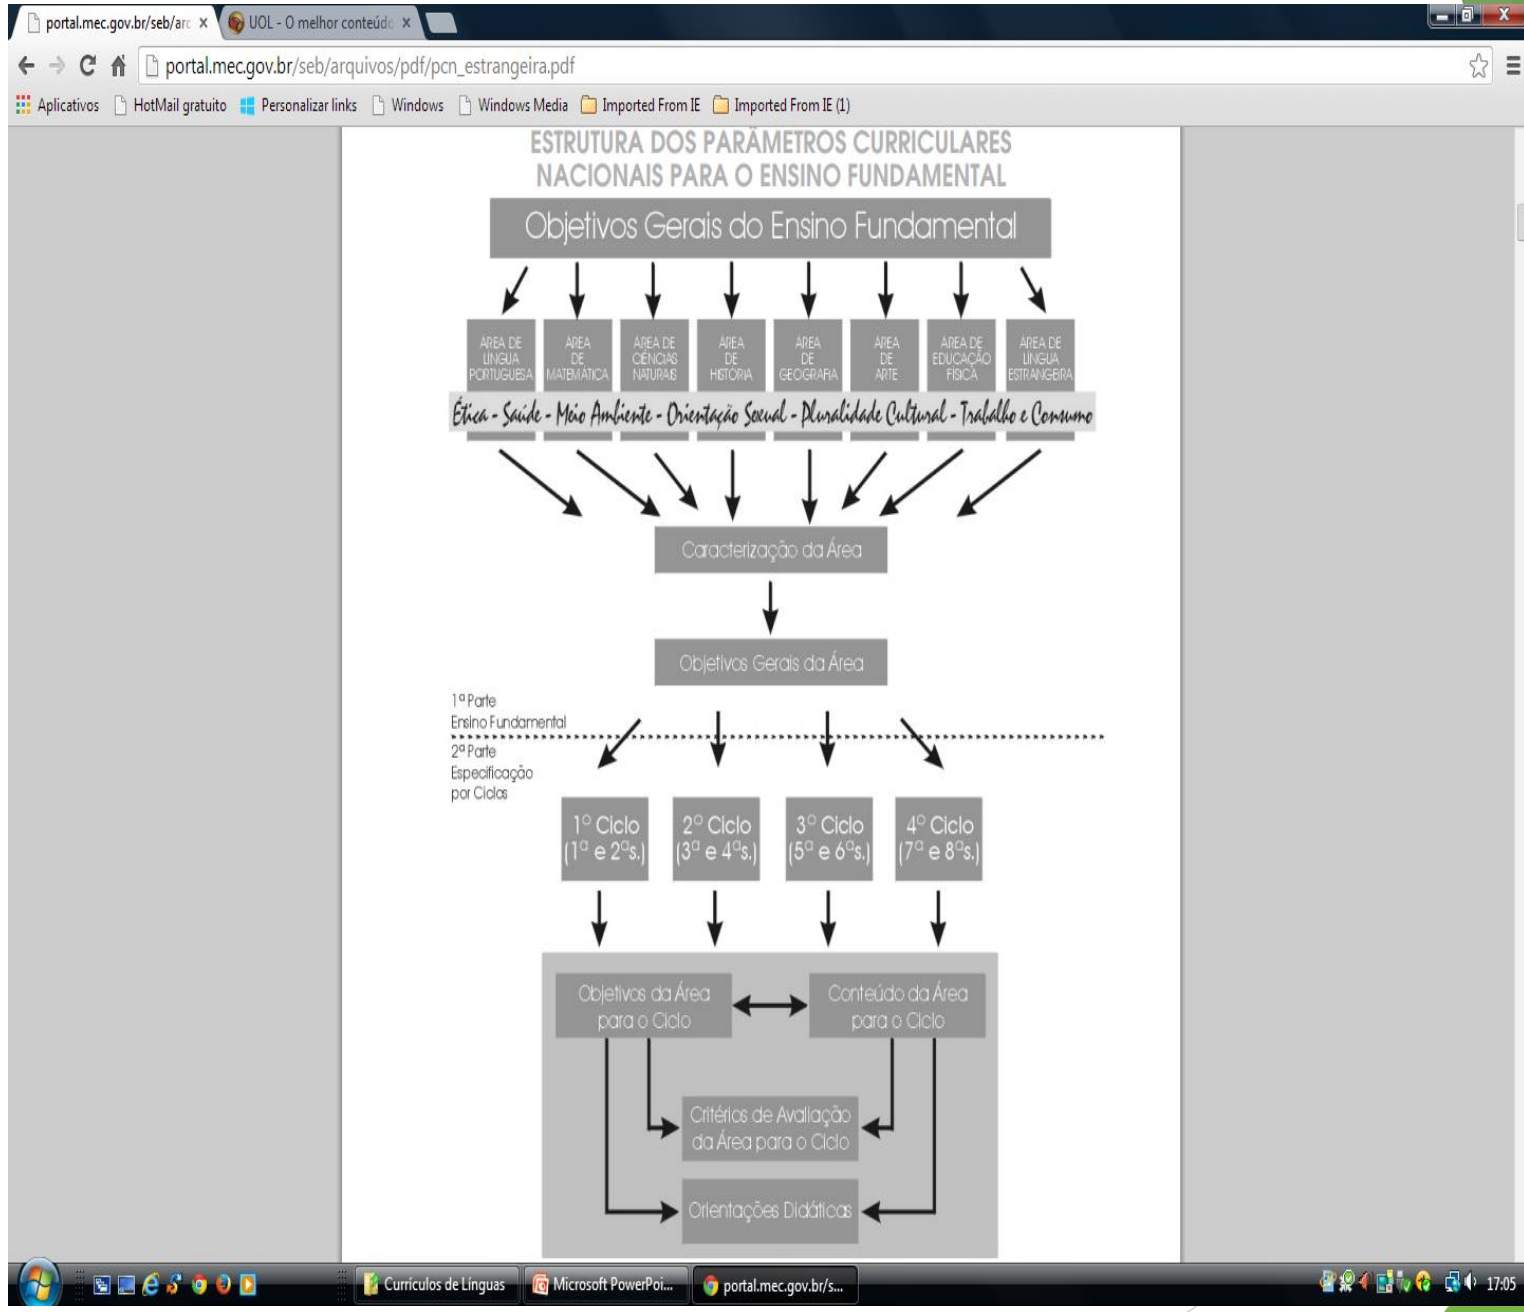 portal.mec.gov.br/seb/arc
UOL - O melhor conteúdo
portal.mec.gov.br/seb/arquivos/pdf/pcn_estrangeira.pdf
Aplicativos HotMail gratuito Personalizar links Windows Windows Media Imported From IE Imported From IE (1)
ESTRUTURA DOS PARÂMETROS CURRICULARES
NACIONAIS PARA O ENSINO FUNDAMENTAL
Objetivos Gerais do Ensino Fundamental
ÁREA DE
LÍNGUA
PORTUGUESA
ÁREA
DE
MATEMÁTICA
ÁREA DE
CIÊNCIAS
NATURAIS
ÁREA
DE
HISTÓRIA
ÁREA
DE
GEOGRAFIA
ÁREA
DE
ARTE
ÁREA DE
EDUCAÇÃO
FÍSICA
ÁREA DE
LÍNGUA
ESTRANGEIRA
Ética - Saúde - Meio Ambiente - Orientação Sexual - Pluralidade Cultural - Trabalho e Consumo
Caracterização da Área
Objetivos Gerais da Área
1ª Parte
Ensino Fundamental
2ª Parte
Especificação
por Ciclos
1º Ciclo
(1ª e 2ªs.)
2º Ciclo
(3ª e 4ªs.)
3º Ciclo
(5ª e 6ªs.)
4º Ciclo
(7ª e 8ªs.)
Objetivos da Área
para o Ciclo
Conteúdo da Área
para o Ciclo
Critérios de Avaliação
da Área para o Ciclo
Orientações Didáticas
Currículos de Línguas
Microsoft PowerPoi...
portal.mec.gov.br/s...
17:05